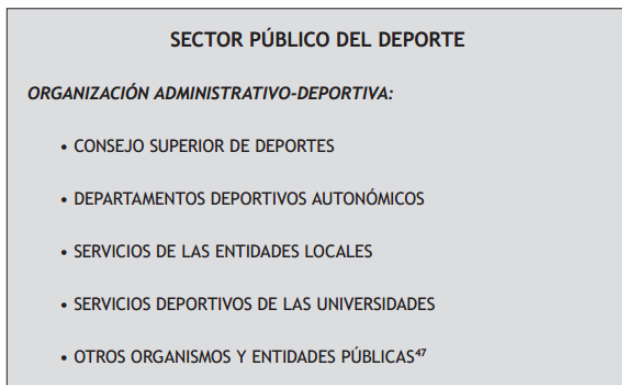 SECTOR PÚBLICO DEL DEPORTE
ORGANIZACIÓN ADMINISTRATIVO-DEPORTIVA:
• CONSEJO SUPERIOR DE DEPORTES
• DEPARTAMENTOS DEPORTIVOS AUTONÓMICOS
• SERVICIOS DE LAS ENTIDADES LOCALES
• SERVICIOS DEPORTIVOS DE LAS UNIVERSIDADES
• OTROS ORGANISMOS Y ENTIDADES PÚBLICAS⁴⁷